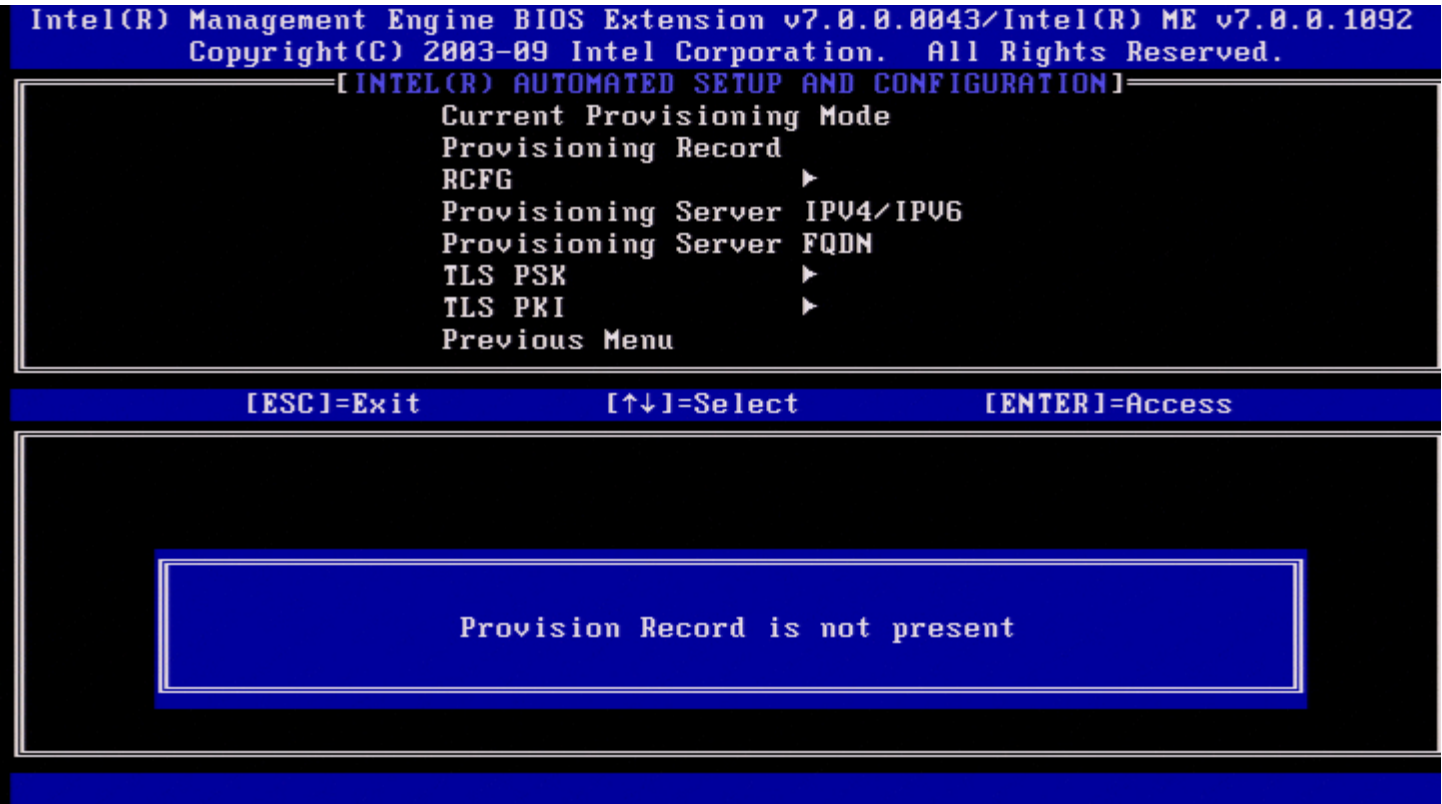 Intel(R) Management Engine BIOS Extension v7.0.0.0043/Intel(R) ME v7.0.0.1092
Copyright(C) 2003-09 Intel Corporation. All Rights Reserved.
[INTEL(R) AUTOMATED SETUP AND CONFIGURATION]
Current Provisioning Mode
Provisioning Record
RCFG ►
Provisioning Server IPV4/IPV6
Provisioning Server FQDN
TLS PSK ►
TLS PKI ►
Previous Menu
[ESC]=Exit [↑↓]=Select [ENTER]=Access
Provision Record is not present